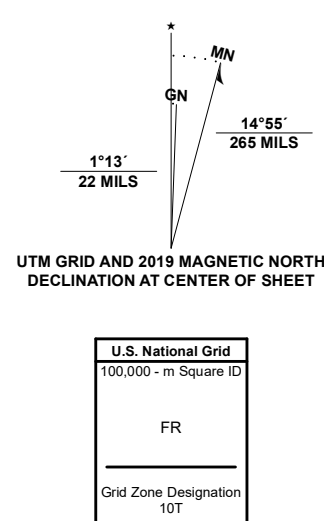 ★
MN
GN
14°55´
265 MILS
1°13´
22 MILS
UTM GRID AND 2019 MAGNETIC NORTH
DECLINATION AT CENTER OF SHEET
U.S. National Grid
100,000 - m Square ID
FR
Grid Zone Designation
10T